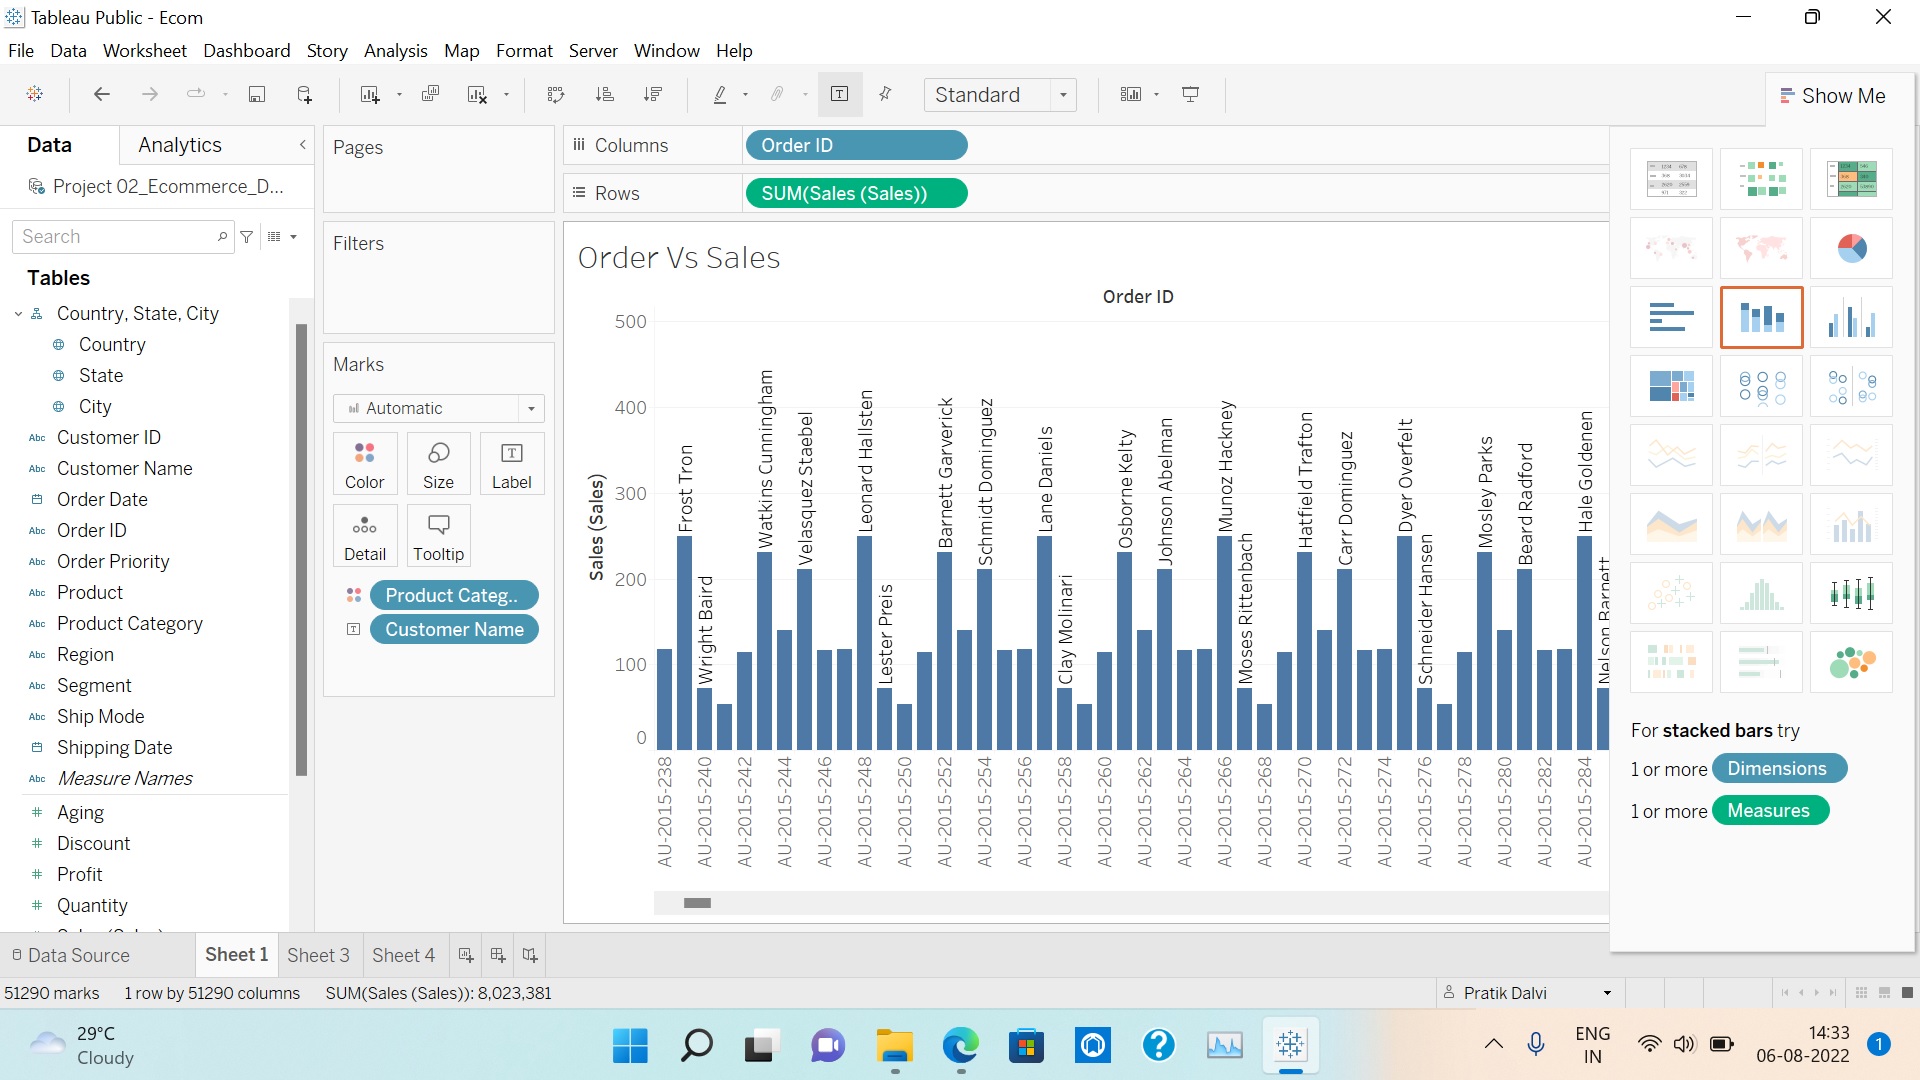 Tableau Public - Ecom
File Data Worksheet Dashboard Story Analysis Map Format Server Window Help
Standard
Show Me
Data
Analytics
Project 02_Ecommerce_D...
Search
Tables
Country, State, City
Country
State
City
Abc Customer ID
Abc Customer Name
Order Date
Abc Order ID
Abc Order Priority
Abc Product
Abc Product Category
Abc Region
Abc Segment
Abc Ship Mode
Shipping Date
Abc Measure Names
# Aging
# Discount
# Profit
# Quantity
Pages
Filters
Marks
Automatic
Color
Size
Label
Detail
Tooltip
Product Categ..
Customer Name
Columns
Order ID
Rows
SUM(Sales (Sales))
Order Vs Sales
Order ID
Sales (Sales)
500
400
300
200
100
0
Frost Tron
Wright Baird
Watkins Cunningham
Velasquez Staebel
Leonard Hallsten
Lester Preis
Barnett Garverick
Schmidt Dominguez
Lane Daniels
Clay Molinari
Osborne Kelty
Johnson Abelman
Munoz Hackney
Moses Rittenbach
Hatfield Trafton
Carr Dominguez
Dyer Overfelt
Schneider Hansen
Mosley Parks
Beard Radford
Hale Goldenen
Nelson Barnett
AU-2015-238
AU-2015-240
AU-2015-242
AU-2015-244
AU-2015-246
AU-2015-248
AU-2015-250
AU-2015-252
AU-2015-254
AU-2015-256
AU-2015-258
AU-2015-260
AU-2015-262
AU-2015-264
AU-2015-266
AU-2015-268
AU-2015-270
AU-2015-272
AU-2015-274
AU-2015-276
AU-2015-278
AU-2015-280
AU-2015-282
AU-2015-284
For stacked bars try
1 or more Dimensions
1 or more Measures
Data Source
Sheet 1
Sheet 3
Sheet 4
51290 marks
1 row by 51290 columns
SUM(Sales (Sales)): 8,023,381
Pratik Dalvi
29°C
Cloudy
ENG
IN
14:33
06-08-2022
1